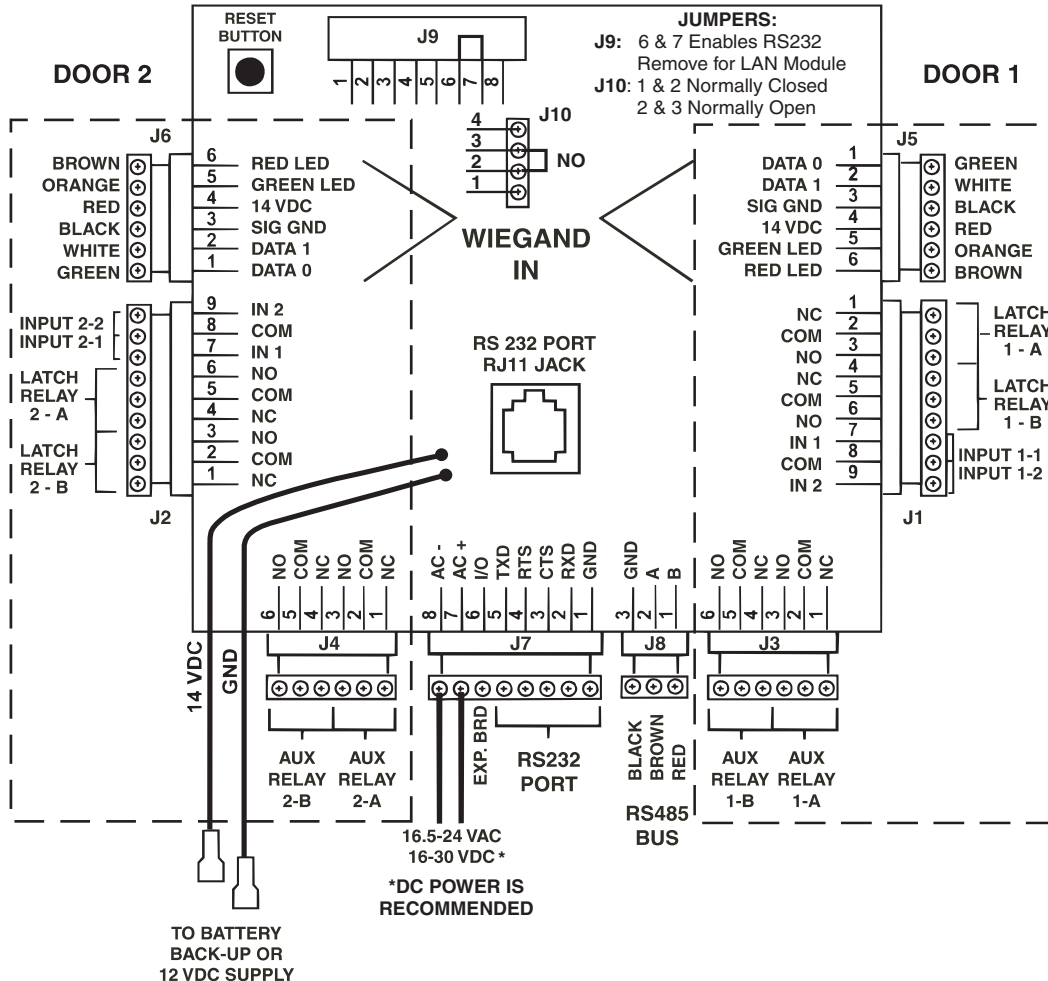 RESET
BUTTON
J9
1 2 3 4 5 6 7 8
JUMPERS:
J9: 6 & 7 Enables RS232
Remove for LAN Module
J10: 1 & 2 Normally Closed
2 & 3 Normally Open
DOOR 2
DOOR 1
J10
4
3
2
1
NO
WIEGAND
IN
J6
BROWN 6 RED LED
ORANGE 5 GREEN LED
RED 4 14 VDC
BLACK 3 SIG GND
WHITE 2 DATA 1
GREEN 1 DATA 0
J5
DATA 0 1 GREEN
DATA 1 2 WHITE
SIG GND 3 BLACK
14 VDC 4 RED
GREEN LED 5 ORANGE
RED LED 6 BROWN
INPUT 2-2
INPUT 2-1
LATCH
RELAY
2 - A
LATCH
RELAY
2 - B
9 IN 2
8 COM
7 IN 1
6 NO
5 COM
4 NC
3 NO
2 COM
1 NC
J2
RS 232 PORT
RJ11 JACK
NC 1
COM 2
NO 3
NC 4
COM 5
NO 6
IN 1 7
COM 8
IN 2 9
LATCH
RELAY
1 - A
LATCH
RELAY
1 - B
INPUT 1-1
INPUT 1-2
J1
NO COM NC NO COM NC
6 5 4 3 2 1
J4
AUX
RELAY
2-B
AUX
RELAY
2-A
AC - AC + I/O TXD RTS CTS RXD GND
8 7 6 5 4 3 2 1
J7
EXP. BRD
RS232
PORT
GND A B
3 2 1
J8
BLACK
BROWN
RED
RS485
BUS
NO COM NC NO COM NC
6 5 4 3 2 1
J3
AUX
RELAY
1-B
AUX
RELAY
1-A
14 VDC
GND
16.5-24 VAC
16-30 VDC *
*DC POWER IS
RECOMMENDED
TO BATTERY
BACK-UP OR
12 VDC SUPPLY